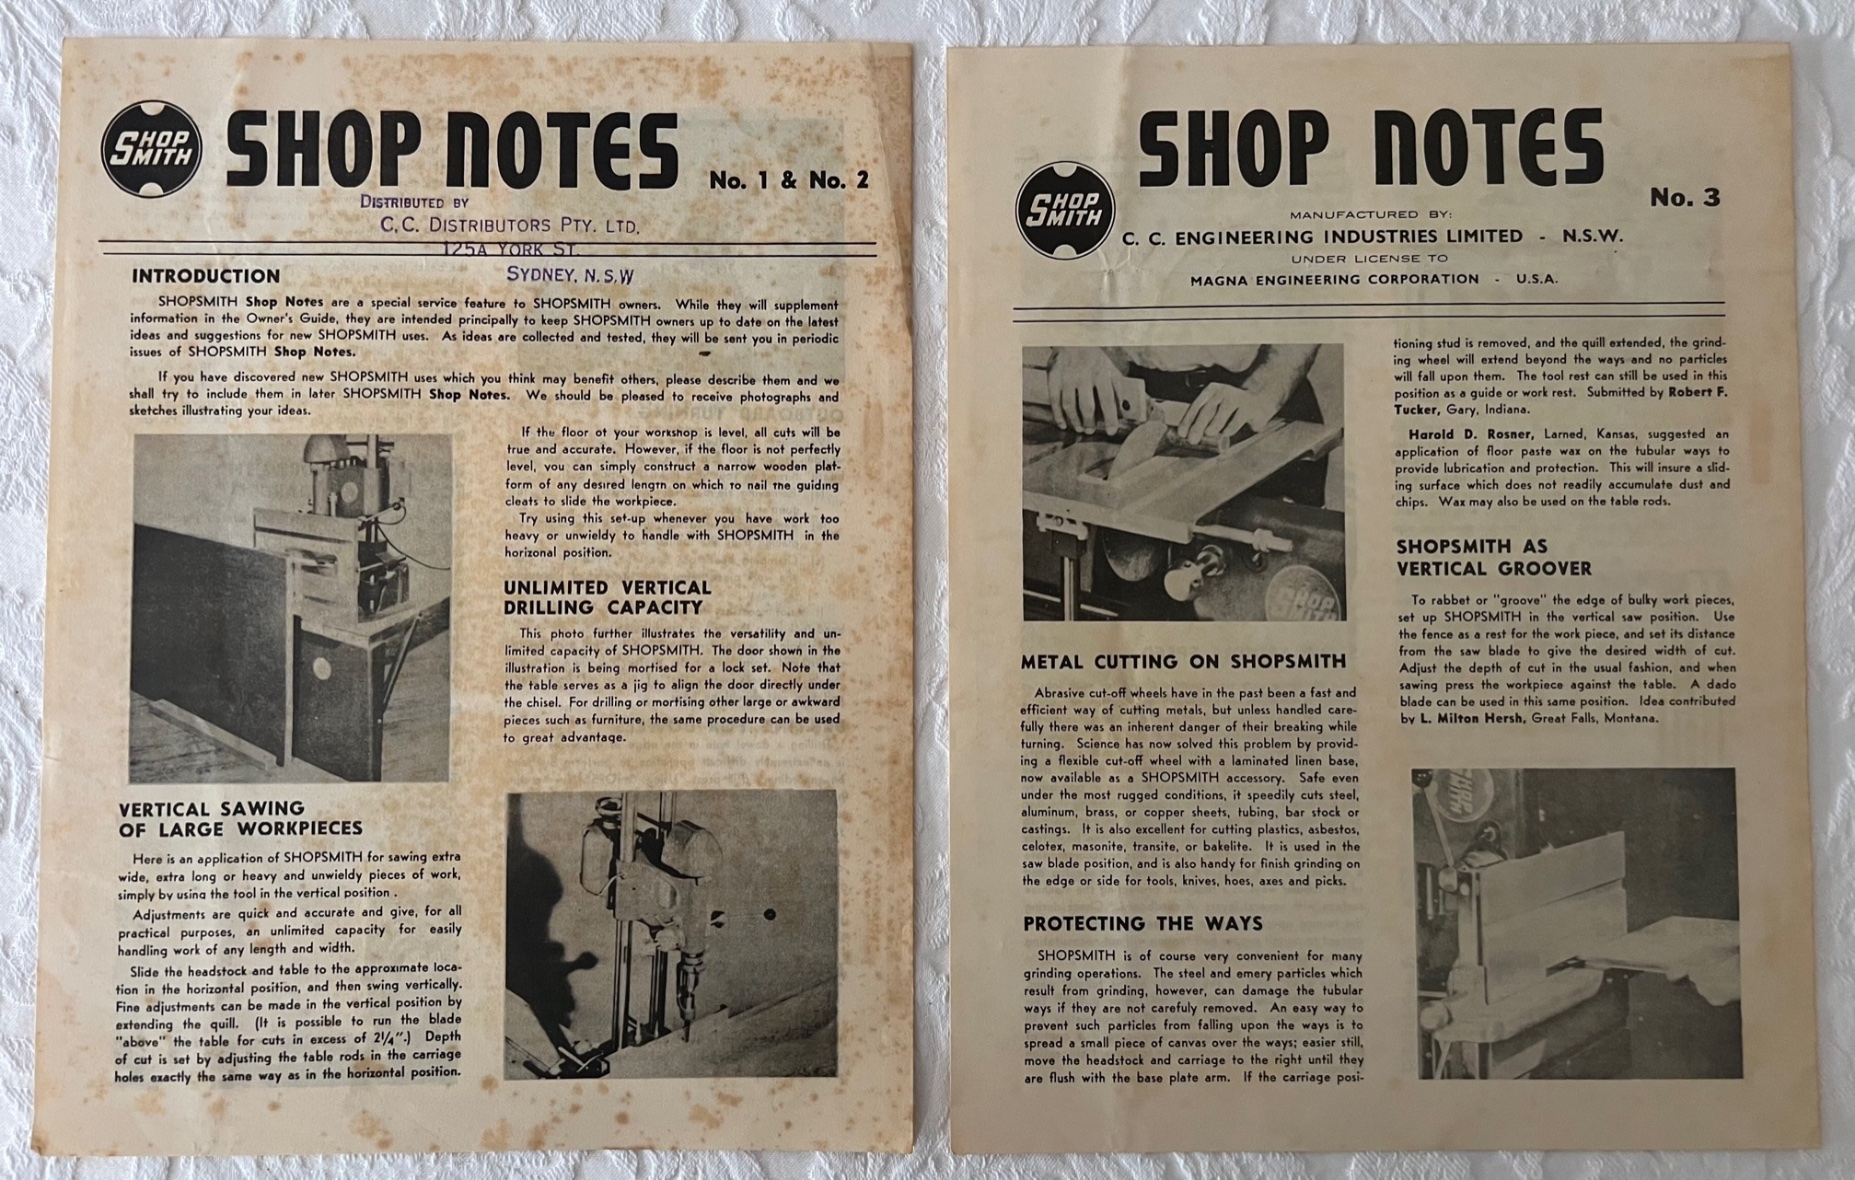 SHOP SMITH
SHOP NOTES
No. 1 & No. 2
DISTRIBUTED BY
C.C. DISTRIBUTORS PTY. LTD.
125A YORK ST.
SYDNEY, N.S.W
INTRODUCTION
SHOPSMITH Shop Notes are a special service feature to SHOPSMITH owners. While they will supplement
information in the Owner's Guide, they are intended principally to keep SHOPSMITH owners up to date on the latest
ideas and suggestions for new SHOPSMITH uses. As ideas are collected and tested, they will be sent you in periodic
issues of SHOPSMITH Shop Notes.
If you have discovered new SHOPSMITH uses which you think may benefit others, please describe them and we
shall try to include them in later SHOPSMITH Shop Notes. We should be pleased to receive photographs and
sketches illustrating your ideas.
VERTICAL SAWING
OF LARGE WORKPIECES
Here is an application of SHOPSMITH for sawing extra
wide, extra long or heavy and unwieldy pieces of work,
simply by using the tool in the vertical position .
Adjustments are quick and accurate and give, for all
practical purposes, an unlimited capacity for easily
handling work of any length and width.
Slide the headstock and table to the approximate loca-
tion in the horizontal position, and then swing vertically.
Fine adjustments can be made in the vertical position by
extending the quill. (It is possible to run the blade
"above" the table for cuts in excess of 2¼".) Depth
of cut is set by adjusting the table rods in the carriage
holes exactly the same way as in the horizontal position.
If the floor of your workshop is level, all cuts will be
true and accurate. However, if the floor is not perfectly
level, you can simply construct a narrow wooden plat-
form of any desired length on which to nail the guiding
cleats to slide the workpiece.
Try using this set-up whenever you have work too
heavy or unwieldy to handle with SHOPSMITH in the
horizonal position.
UNLIMITED VERTICAL
DRILLING CAPACITY
This photo further illustrates the versatility and un-
limited capacity of SHOPSMITH. The door shown in the
illustration is being mortised for a lock set. Note that
the table serves as a jig to align the door directly under
the chisel. For drilling or mortising other large or awkward
pieces such as furniture, the same procedure can be used
to great advantage.
SHOP NOTES
SHOP SMITH
No. 3
MANUFACTURED BY:
C. C. ENGINEERING INDUSTRIES LIMITED - N.S.W.
UNDER LICENSE TO
MAGNA ENGINEERING CORPORATION - U.S.A.
SHOP SMITH
METAL CUTTING ON SHOPSMITH
Abrasive cut-off wheels have in the past been a fast and
efficient way of cutting metals, but unless handled care-
fully there was an inherent danger of their breaking while
turning. Science has now solved this problem by provid-
ing a flexible cut-off wheel with a laminated linen base,
now available as a SHOPSMITH accessory. Safe even
under the most rugged conditions, it speedily cuts steel,
aluminum, brass, or copper sheets, tubing, bar stock or
castings. It is also excellent for cutting plastics, asbestos,
celotex, masonite, transite, or bakelite. It is used in the
saw blade position, and is also handy for finish grinding on
the edge or side for tools, knives, hoes, axes and picks.
PROTECTING THE WAYS
SHOPSMITH is of course very convenient for many
grinding operations. The steel and emery particles which
result from grinding, however, can damage the tubular
ways if they are not carefuly removed. An easy way to
prevent such particles from falling upon the ways is to
spread a small piece of canvas over the ways; easier still,
move the headstock and carriage to the right until they
are flush with the base plate arm. If the carriage posi-
tioning stud is removed, and the quill extended, the grind-
ing wheel will extend beyond the ways and no particles
will fall upon them. The tool rest can still be used in this
position as a guide or work rest. Submitted by Robert F.
Tucker, Gary, Indiana.
Harold D. Rosner, Larned, Kansas, suggested an
application of floor paste wax on the tubular ways to
provide lubrication and protection. This will insure a slid-
ing surface which does not readily accumulate dust and
chips. Wax may also be used on the table rods.
SHOPSMITH AS
VERTICAL GROOVER
To rabbet or "groove" the edge of bulky work pieces,
set up SHOPSMITH in the vertical saw position. Use
the fence as a rest for the work piece, and set its distance
from the saw blade to give the desired width of cut.
Adjust the depth of cut in the usual fashion, and when
sawing press the workpiece against the table. A dado
blade can be used in this same position. Idea contributed
by L. Milton Hersh, Great Falls, Montana.